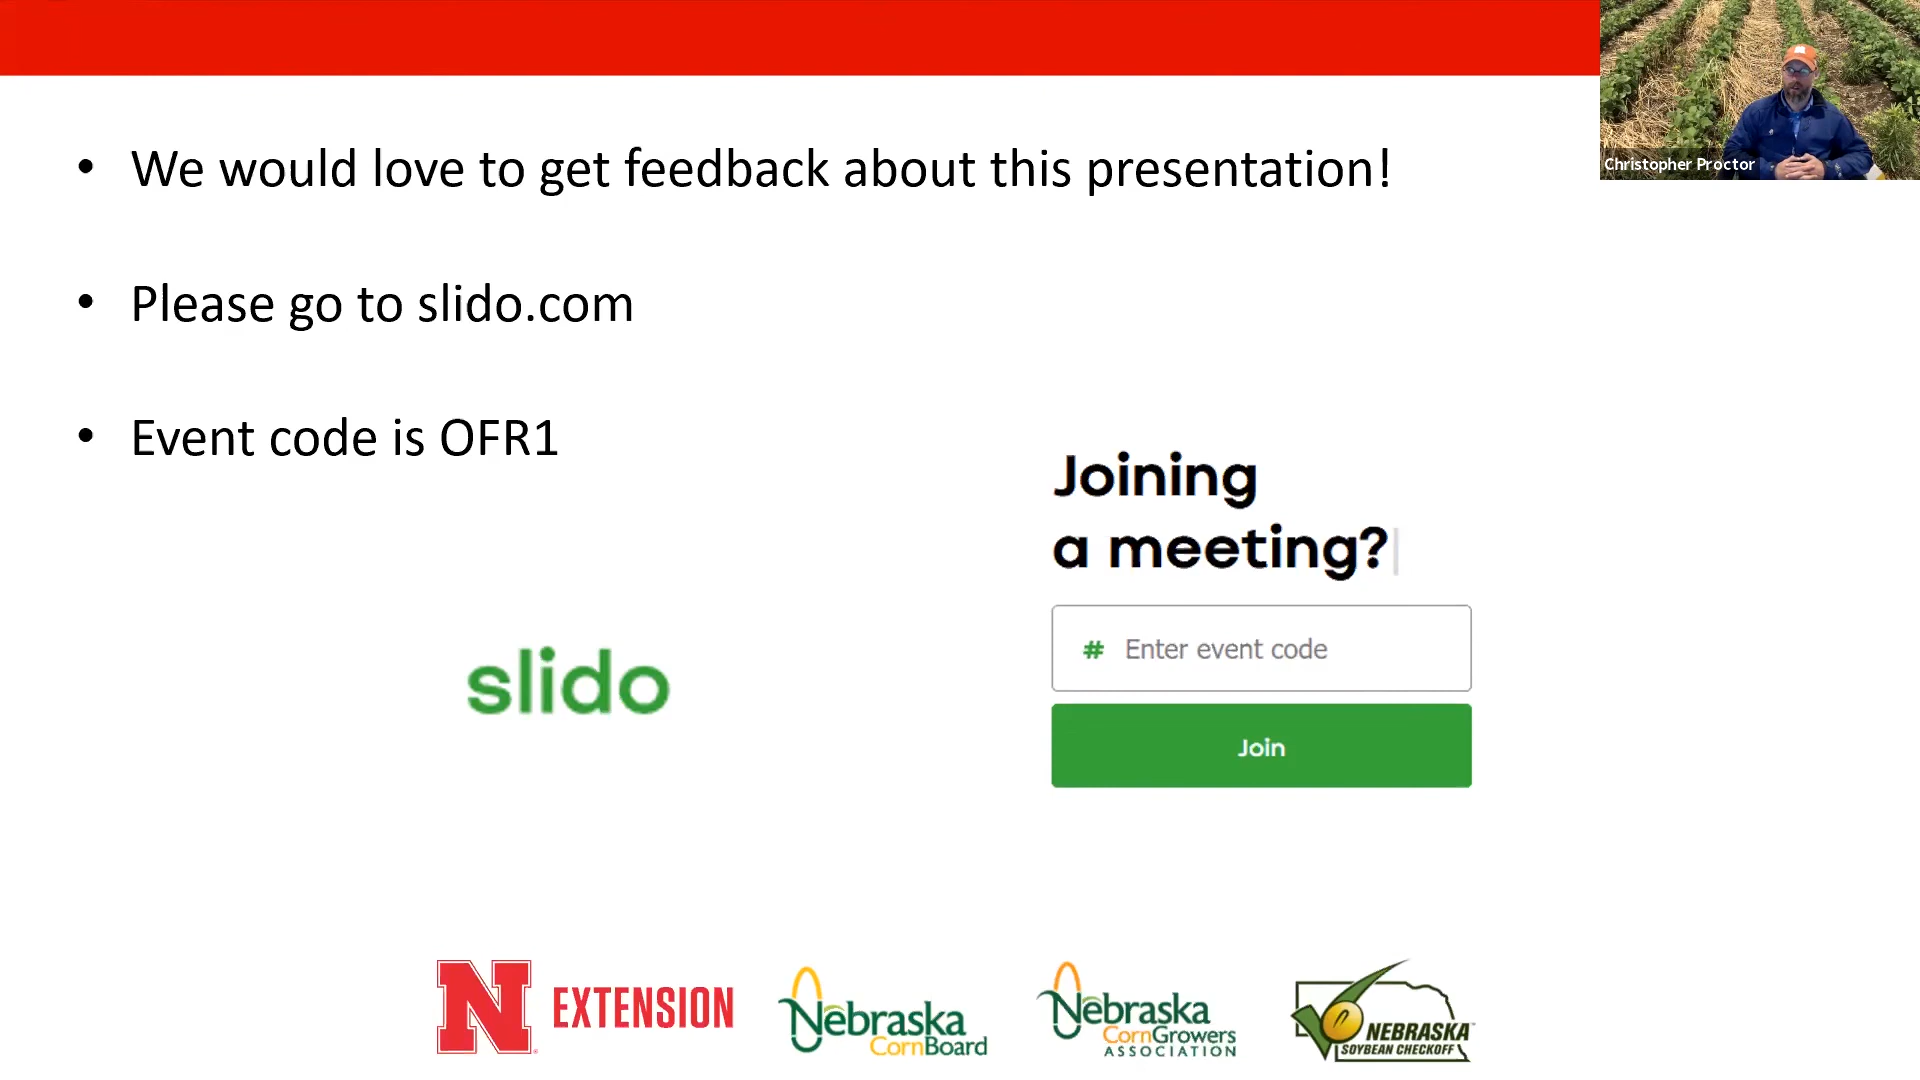 • We would love to get feedback about this presentation!
Christopher Proctor
• Please go to slido.com
• Event code is OFR1
Joining
a meeting?
# Enter event code
slido
Join
N EXTENSION
Nebraska
CornBoard
Nebraska
CornGrowers
ASSOCIATION
NEBRASKA
SOYBEAN CHECKOFF